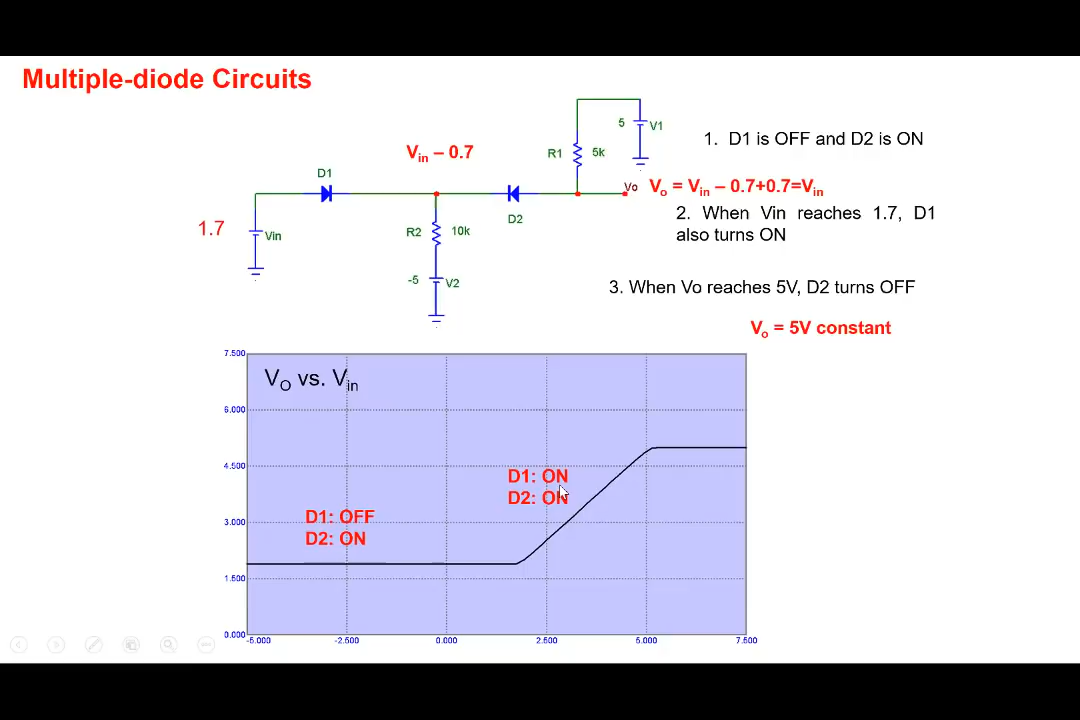 Multiple-diode Circuits
5
V1
1. D1 is OFF and D2 is ON
Vin – 0.7
R1
5k
D1
Vo
Vo = Vin – 0.7+0.7=Vin
D2
2. When Vin reaches 1.7, D1
also turns ON
1.7
Vin
R2
10k
-5
V2
3. When Vo reaches 5V, D2 turns OFF
Vo = 5V constant
7.500
VO vs. Vin
6.000
4.500
D1: ON
D2: ON
3.000
D1: OFF
D2: ON
1.500
0.000
-5.000
-2.500
0.000
2.500
5.000
7.500